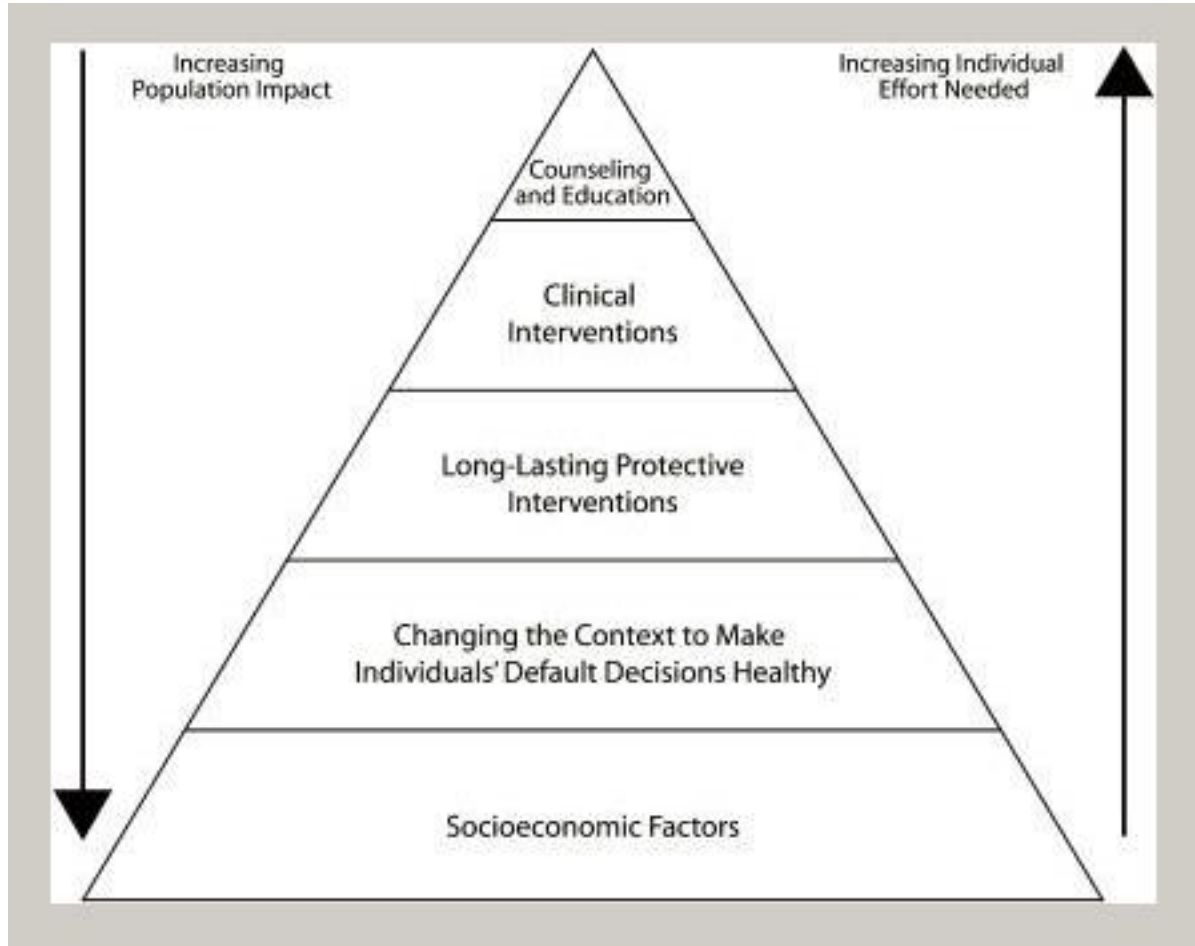 Increasing
Population Impact
Increasing Individual
Effort Needed
Counseling
and Education
Clinical
Interventions
Long-Lasting Protective
Interventions
Changing the Context to Make
Individuals’ Default Decisions Healthy
Socioeconomic Factors